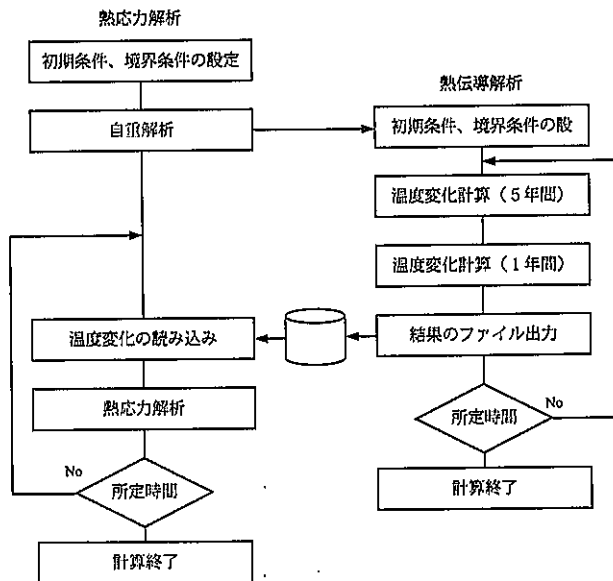 熱応力解析
初期条件、境界条件の設定
自重解析
温度変化の読み込み
熱応力解析
No
所定時間
計算終了
熱伝導解析
初期条件、境界条件の設
温度変化計算（５年間）
温度変化計算（１年間）
結果のファイル出力
所定時間
No
計算終了